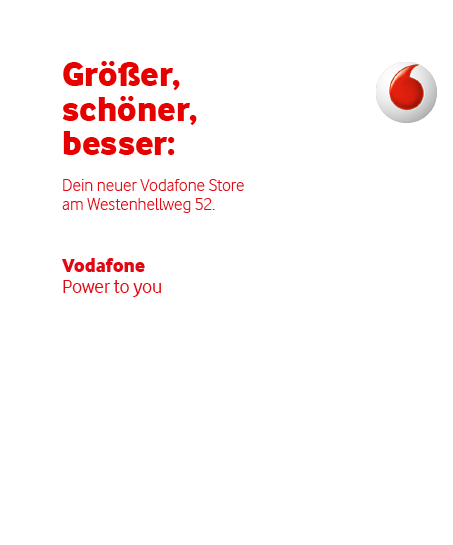 Größer,
schöner,
besser:
Dein neuer Vodafone Store
am Westenhellweg 52.
Vodafone
Power to you